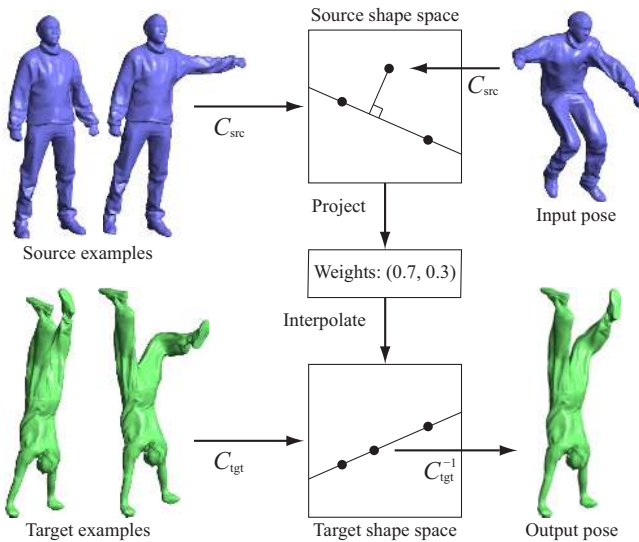 Source shape space
C_src
C_src
Source examples
Project
Input pose
Weights: (0.7, 0.3)
Interpolate
C_tgt
C_tgt^-1
Target examples
Target shape space
Output pose